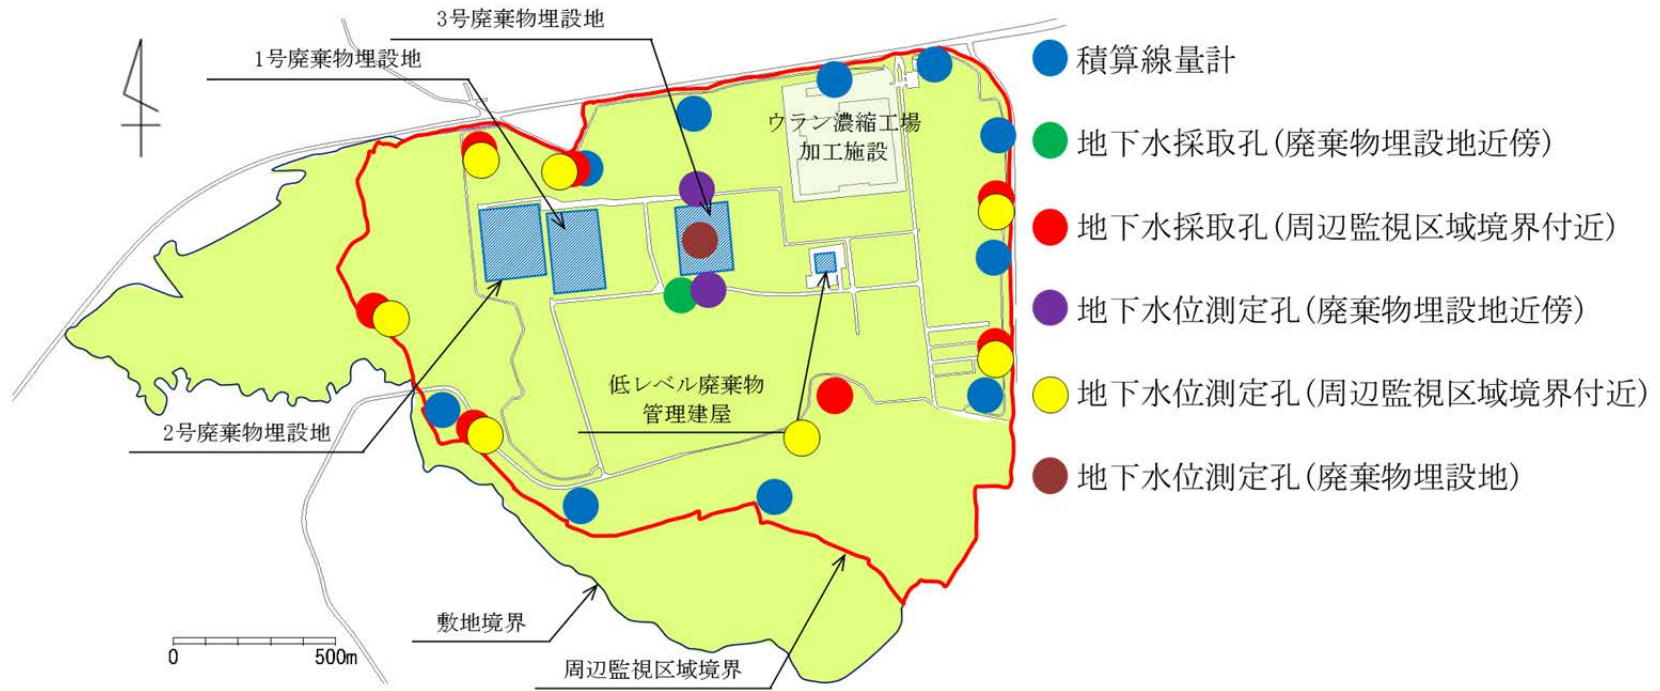 3号廃棄物埋設地
1号廃棄物埋設地
ウラン濃縮工場
加工施設
低レベル廃棄物
管理建屋
2号廃棄物埋設地
敷地境界
周辺監視区域境界
0 500m
積算線量計
地下水採取孔(廃棄物埋設地近傍)
地下水採取孔(周辺監視区域境界付近)
地下水位測定孔(廃棄物埋設地近傍)
地下水位測定孔(周辺監視区域境界付近)
地下水位測定孔(廃棄物埋設地)